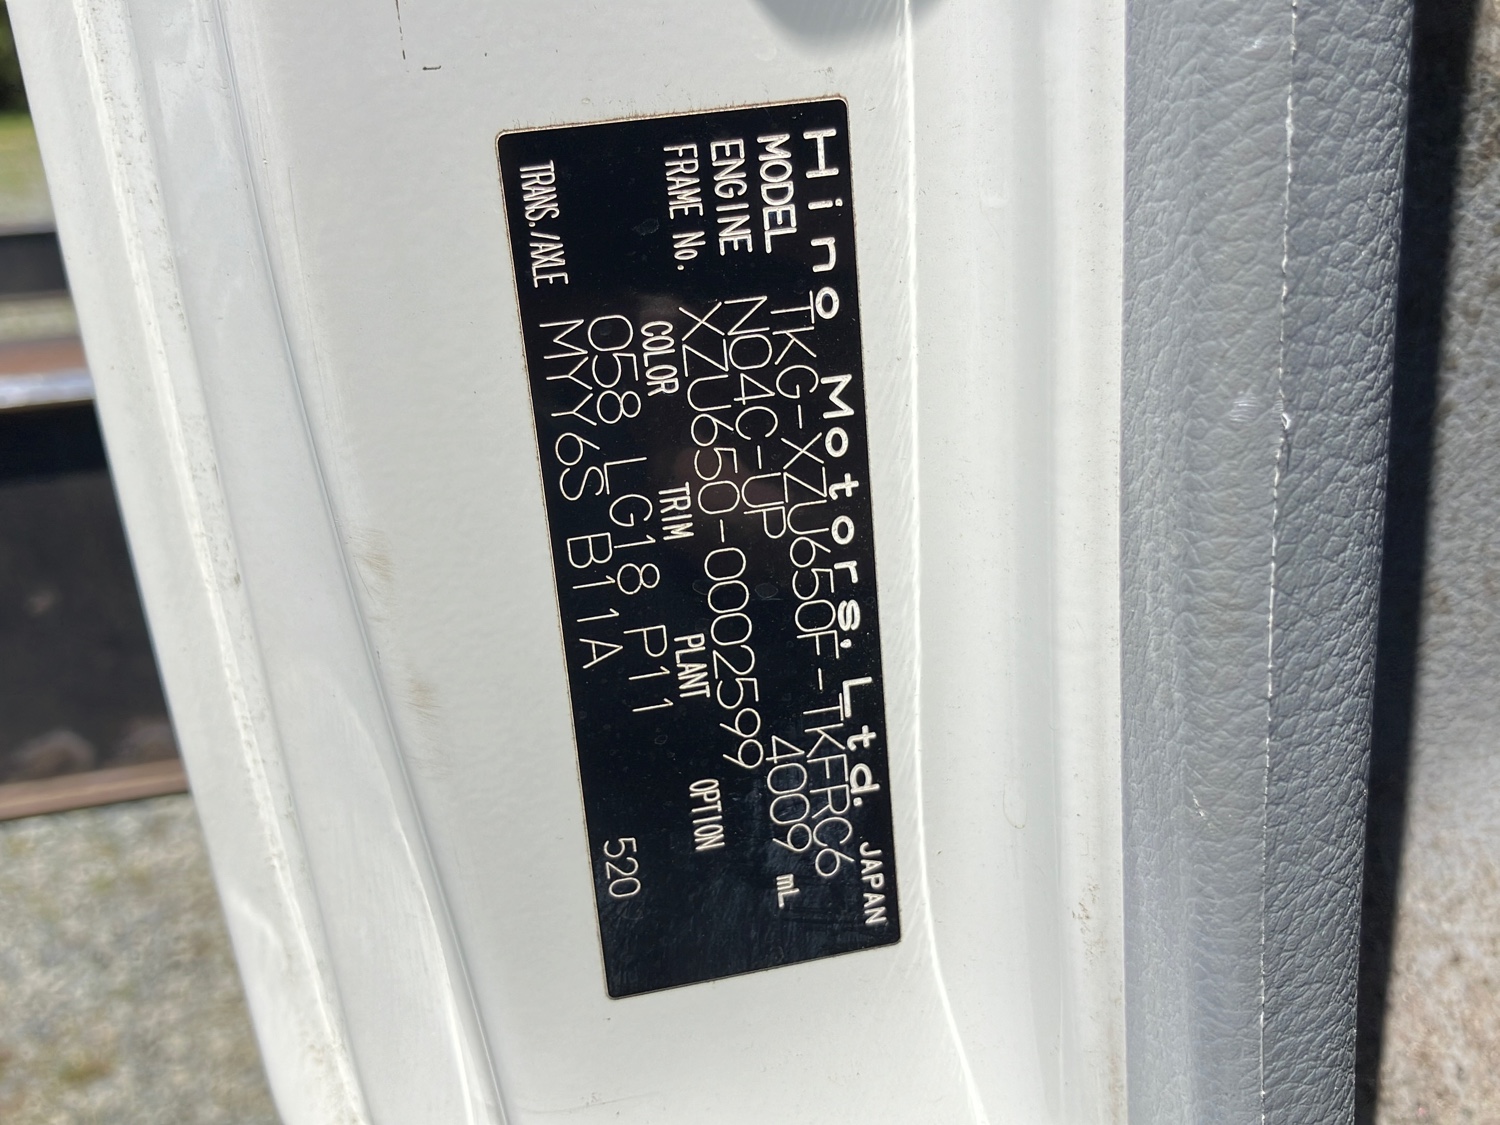 Hino Motors, Ltd. JAPAN
MODEL TKG-XZU650F-TKFRC6
ENGINE N04C-UP 4009 mL
FRAME No. XZU650-0002599
COLOR TRIM PLANT OPTION
058 LG18 P11 520
TRANS./AXLE MYY6S B11A